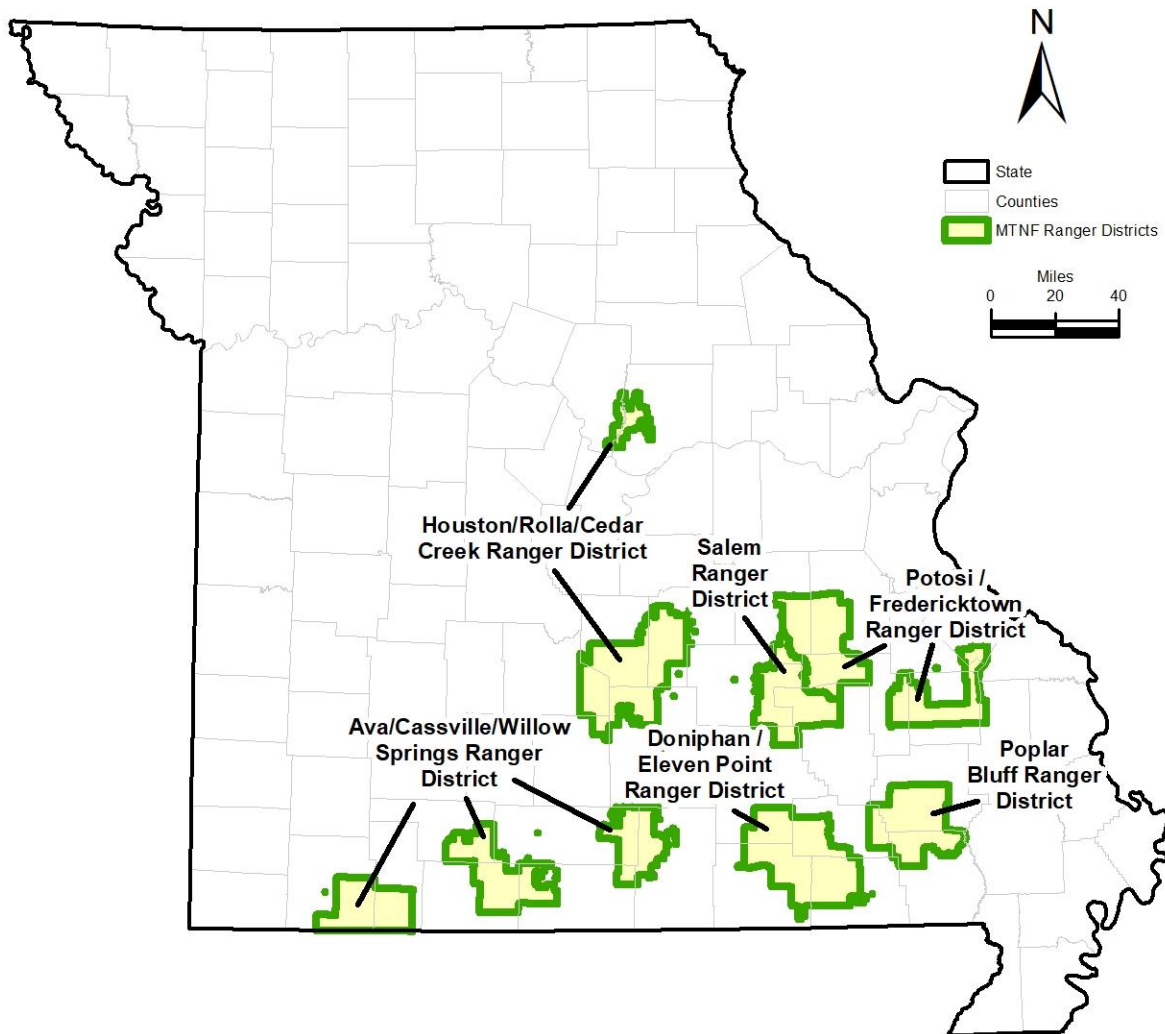 N
State
Counties
MTNF Ranger Districts
Miles
0 20 40
Houston/Rolla/Cedar
Creek Ranger District
Salem
Ranger
District
Potosi /
Fredericktown
Ranger District
Ava/Cassville/Willow
Springs Ranger
District
Doniphan /
Eleven Point
Ranger District
Poplar
Bluff Ranger
District